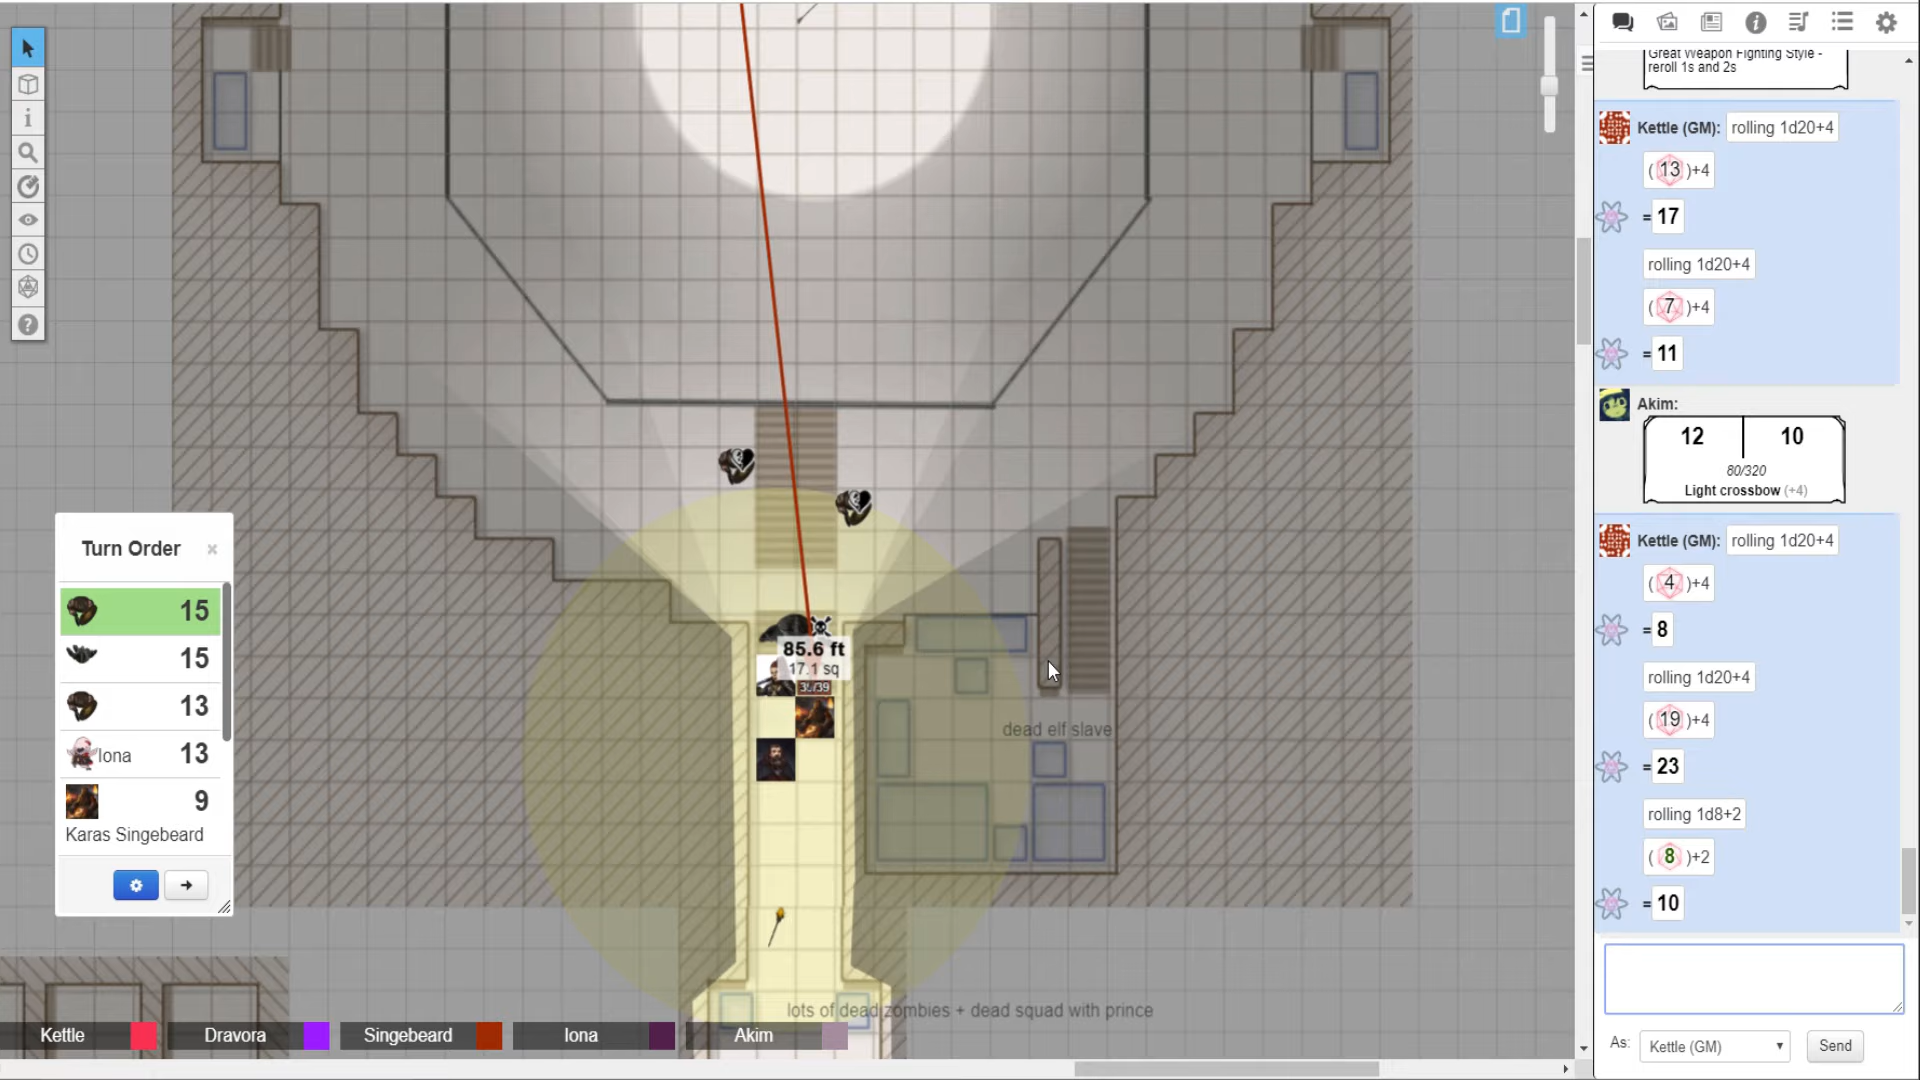 Great Weapon Fighting Style -
reroll 1s and 2s
Kettle (GM): rolling 1d20+4
(13)+4
=17
rolling 1d20+4
(7)+4
=11
Akim:
12 10
80/320
Light crossbow (+4)
Kettle (GM): rolling 1d20+4
(4)+4
=8
rolling 1d20+4
(19)+4
=23
rolling 1d8+2
(8)+2
=10
As: Kettle (GM) Send
Turn Order ×
15
15
13
Iona 13
9
Karas Singebeard
85.6 ft
17.1 sq
dead elf slave
lots of dead zombies + dead squad with prince
Kettle Dravora Singebeard Iona Akim